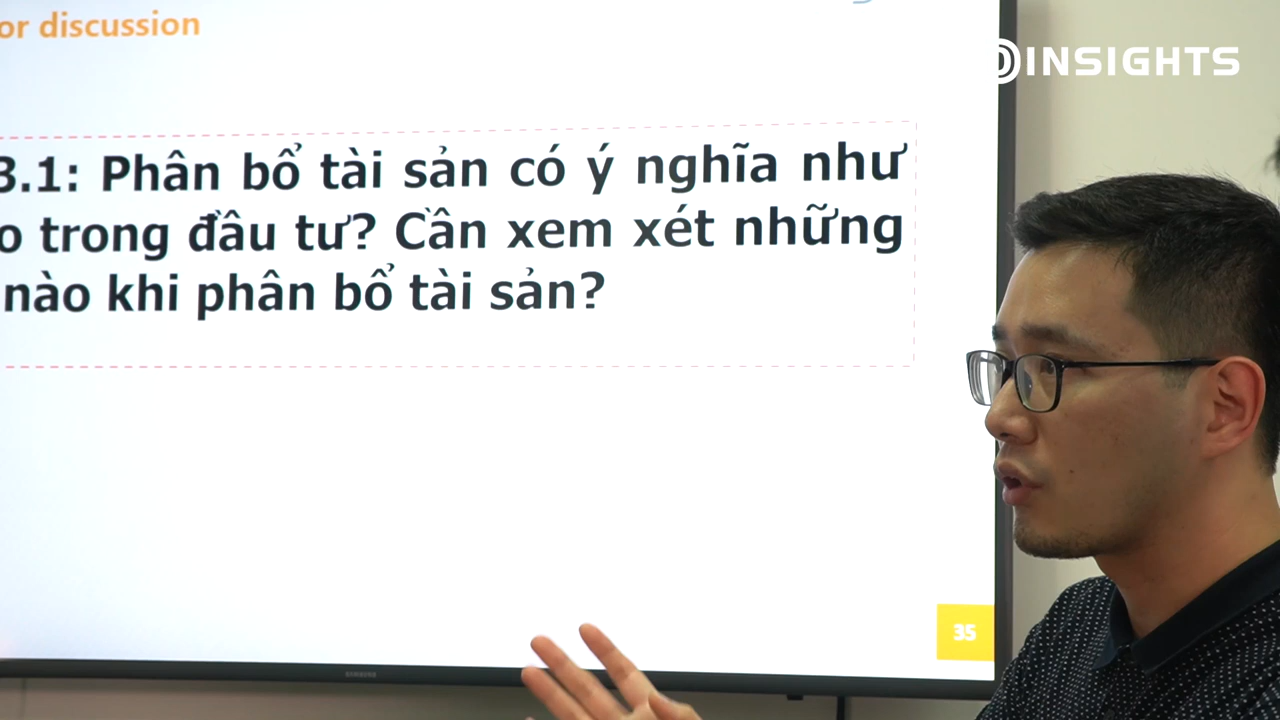 or discussion
INSIGHTS
3.1: Phân bổ tài sản có ý nghĩa như
o trong đầu tư? Cần xem xét những
nào khi phân bổ tài sản?
35
SAMSUNG